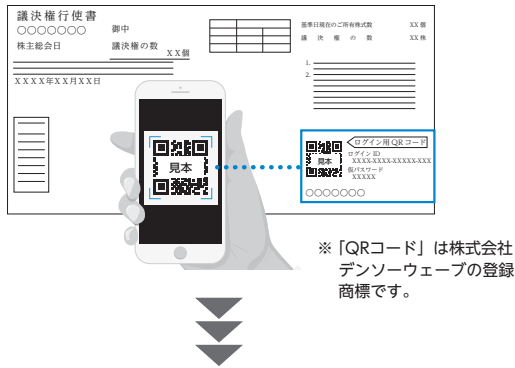 議決権行使書
○○○○○○○ 御中
株主総会日 議決権の数 XX個
XXXX年XX月XX日
基準日現在のご所有株式数 XX個
議決権の数 XX株
1.
2.
見本
見本
ログイン用QRコード
ログインID
XXXX-XXXX-XXXXX-XXX
仮パスワード
XXXXX
○○○○○○○
※「QRコード」は株式会社
デンソーウェーブの登録
商標です。